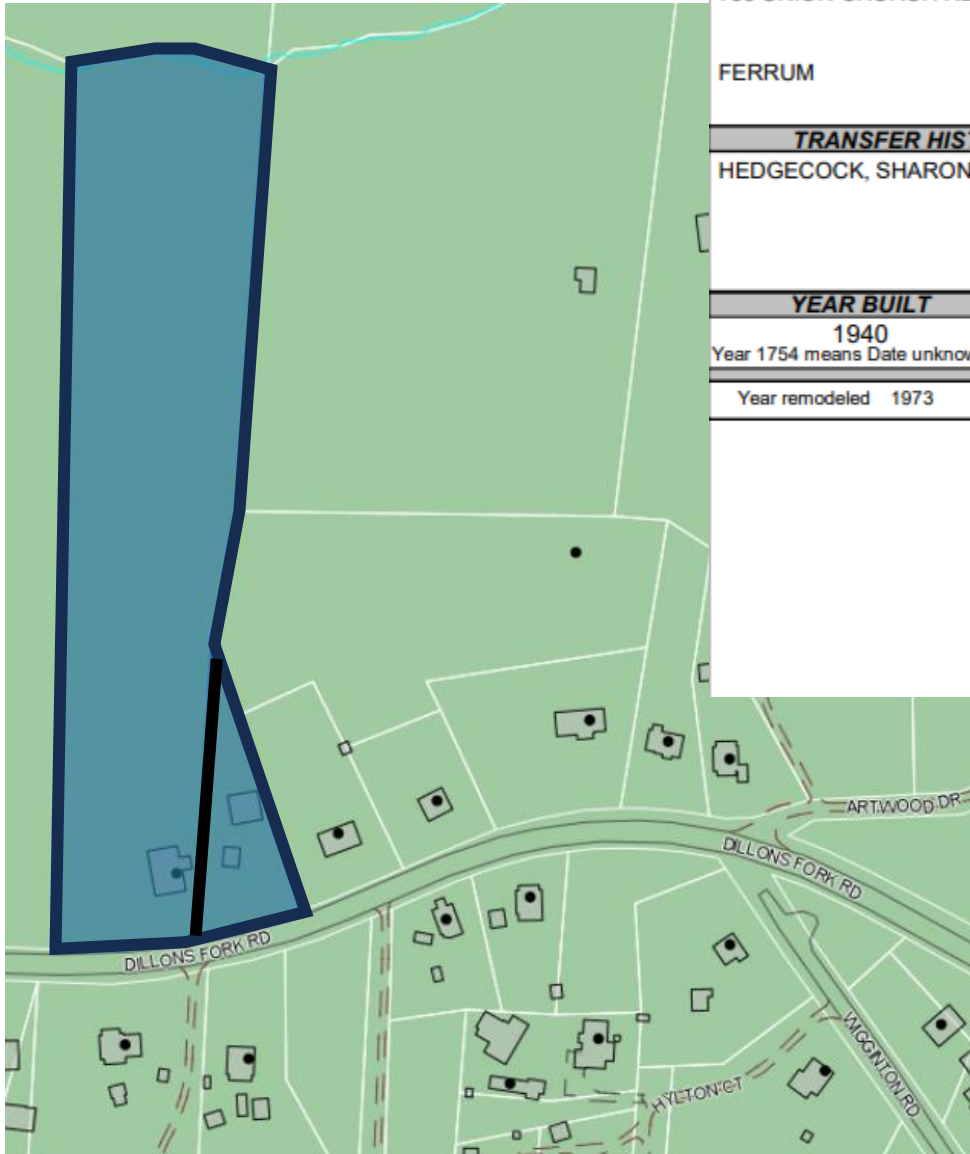 FERRUM
TRANSFER HIS
HEDGECOCK, SHARON
YEAR BUILT
1940
Year 1754 means Date unknow
Year remodeled 1973
ARTWOOD DR
DILLONS FORK RD
DILLONS FORK RD
WIGGINTON RD
HYLTON CT